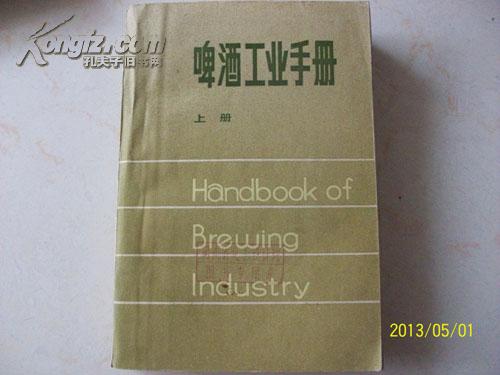 Kongfz.com
孔夫子旧书网
啤酒工业手册
上册
Handbook of
Brewing
Industry
2013/05/01